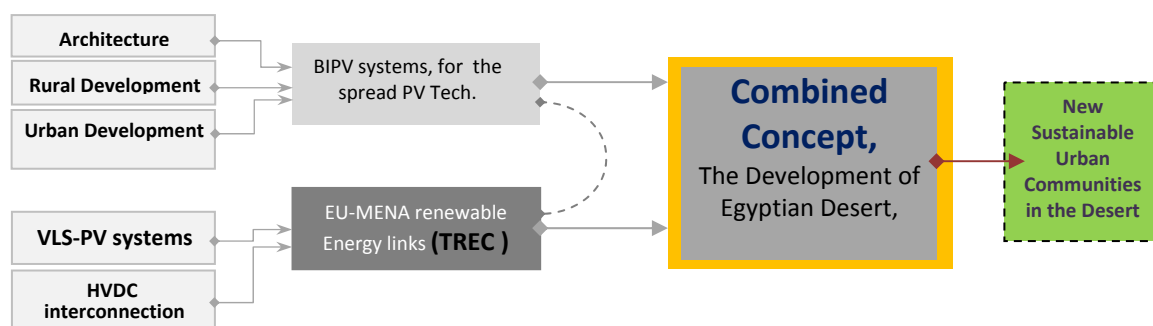 Architecture
Rural Development
Urban Development
BIPV systems, for the
spread PV Tech.
VLS-PV systems
HVDC
interconnection
EU-MENA renewable
Energy links (TREC )
Combined
Concept,
The Development of
Egyptian Desert,
New
Sustainable
Urban
Communities
in the Desert